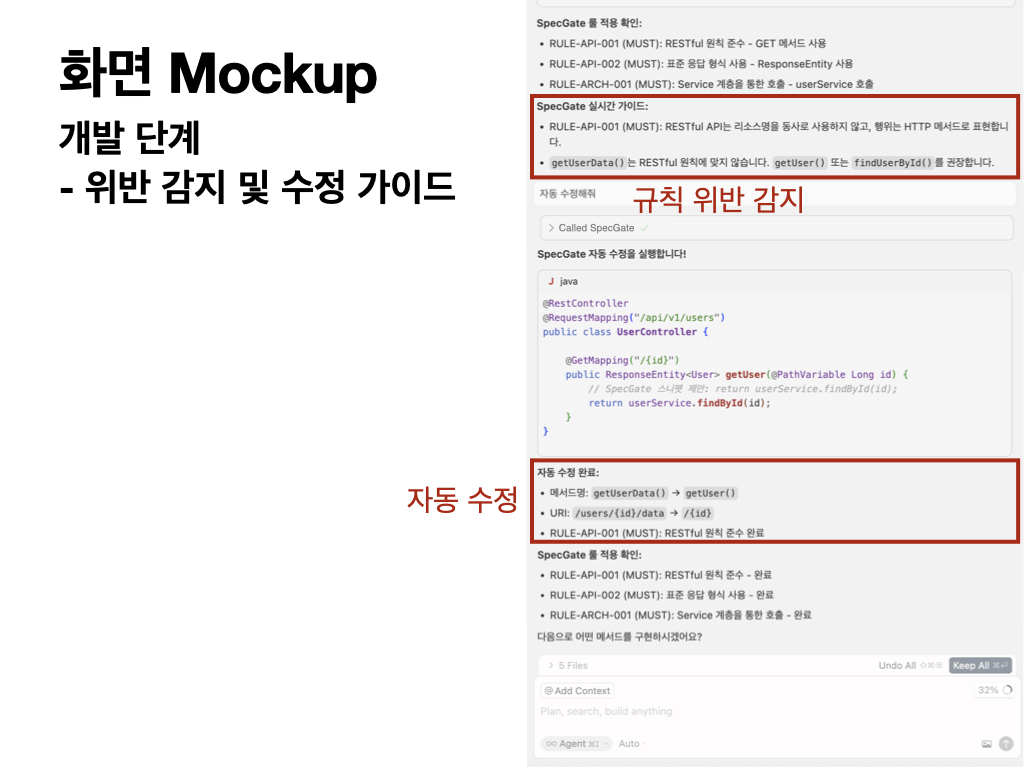 화면 Mockup
개발 단계
- 위반 감지 및 수정 가이드
SpecGate 룰 적용 확인:
• RULE-API-001 (MUST): RESTful 원칙 준수 - GET 메서드 사용
• RULE-API-002 (MUST): 표준 응답 형식 사용 - ResponseEntity 사용
• RULE-ARCH-001 (MUST): Service 계층을 통한 호출 - userService 호출
SpecGate 실시간 가이드:
• RULE-API-001 (MUST): RESTful API는 리소스명을 동사로 사용하지 않고, 행위는 HTTP 메서드로 표현합니
다.
• getUserData()는 RESTful 원칙에 맞지 않습니다. getUser() 또는 findUserById()를 권장합니다.
자동 수정해줘
규칙 위반 감지
> Called SpecGate ✓
SpecGate 자동 수정을 실행합니다!
J java
@RestController
@RequestMapping("/api/v1/users")
public class UserController {
@GetMapping("/{id}")
public ResponseEntity<User> getUser(@PathVariable Long id) {
// SpecGate 스니펫 제안: return userService.findById(id);
return userService.findById(id);
}
}
자동 수정
자동 수정 완료:
• 메서드명: getUserData() → getUser()
• URI: /users/{id}/data → /{id}
• RULE-API-001 (MUST): RESTful 원칙 준수 완료
SpecGate 룰 적용 확인:
• RULE-API-001 (MUST): RESTful 원칙 준수 - 완료
• RULE-API-002 (MUST): 표준 응답 형식 사용 - 완료
• RULE-ARCH-001 (MUST): Service 계층을 통한 호출 - 완료
다음으로 어떤 메서드를 구현하시겠어요?
> 5 Files
Undo All
Keep All ⌘⏎
@ Add Context
32%
Plan, search, build anything
∞ Agent ⌘I
Auto